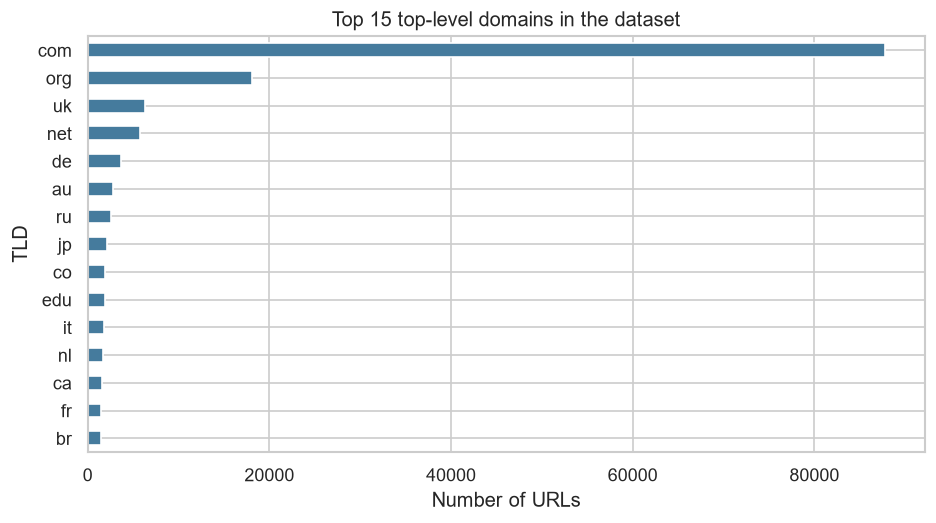 Top 15 top-level domains in the dataset
TLD
com
org
uk
net
de
au
ru
jp
co
edu
it
nl
ca
fr
br
0 20000 40000 60000 80000
Number of URLs